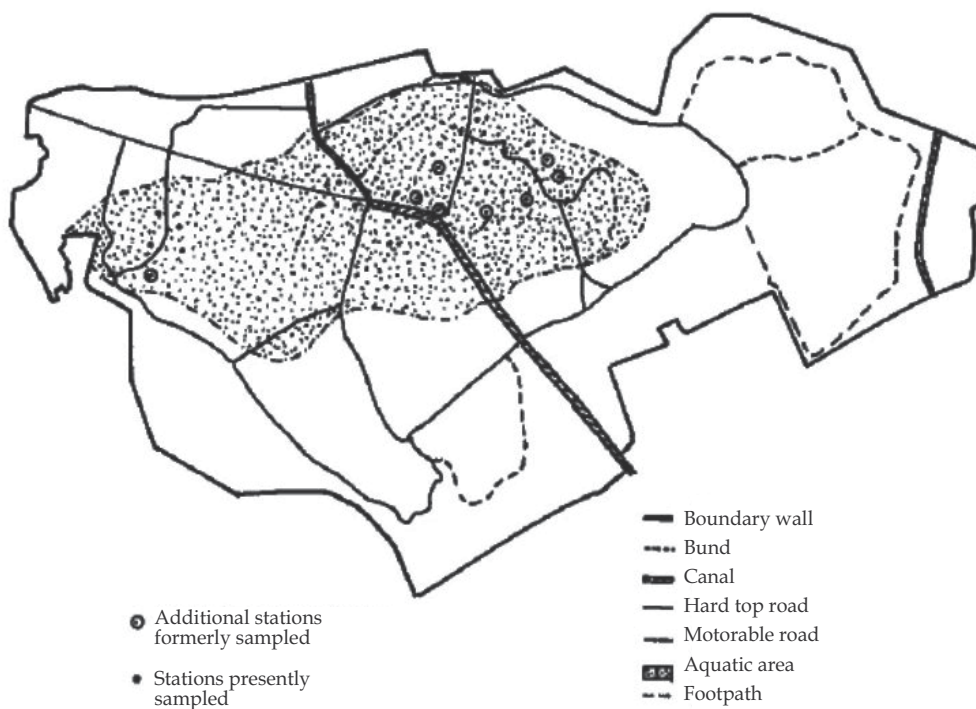 Additional stations
formerly sampled
Stations presently
sampled
Boundary wall
Bund
Canal
Hard top road
Motorable road
Aquatic area
Footpath